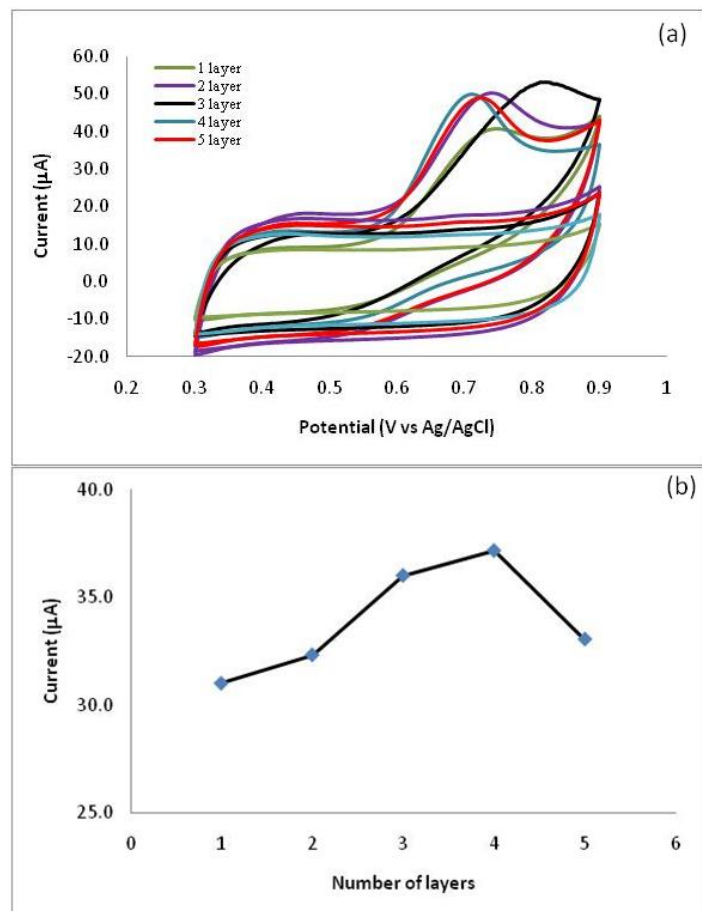 (a)
60.0
50.0
40.0
30.0
20.0
10.0
0.0
-10.0
-20.0
Current (µA)
1 layer
2 layer
3 layer
4 layer
5 layer
0.2 0.3 0.4 0.5 0.6 0.7 0.8 0.9 1
Potential (V vs Ag/AgCl)
(b)
40.0
35.0
30.0
25.0
Current (µA)
0 1 2 3 4 5 6
Number of layers